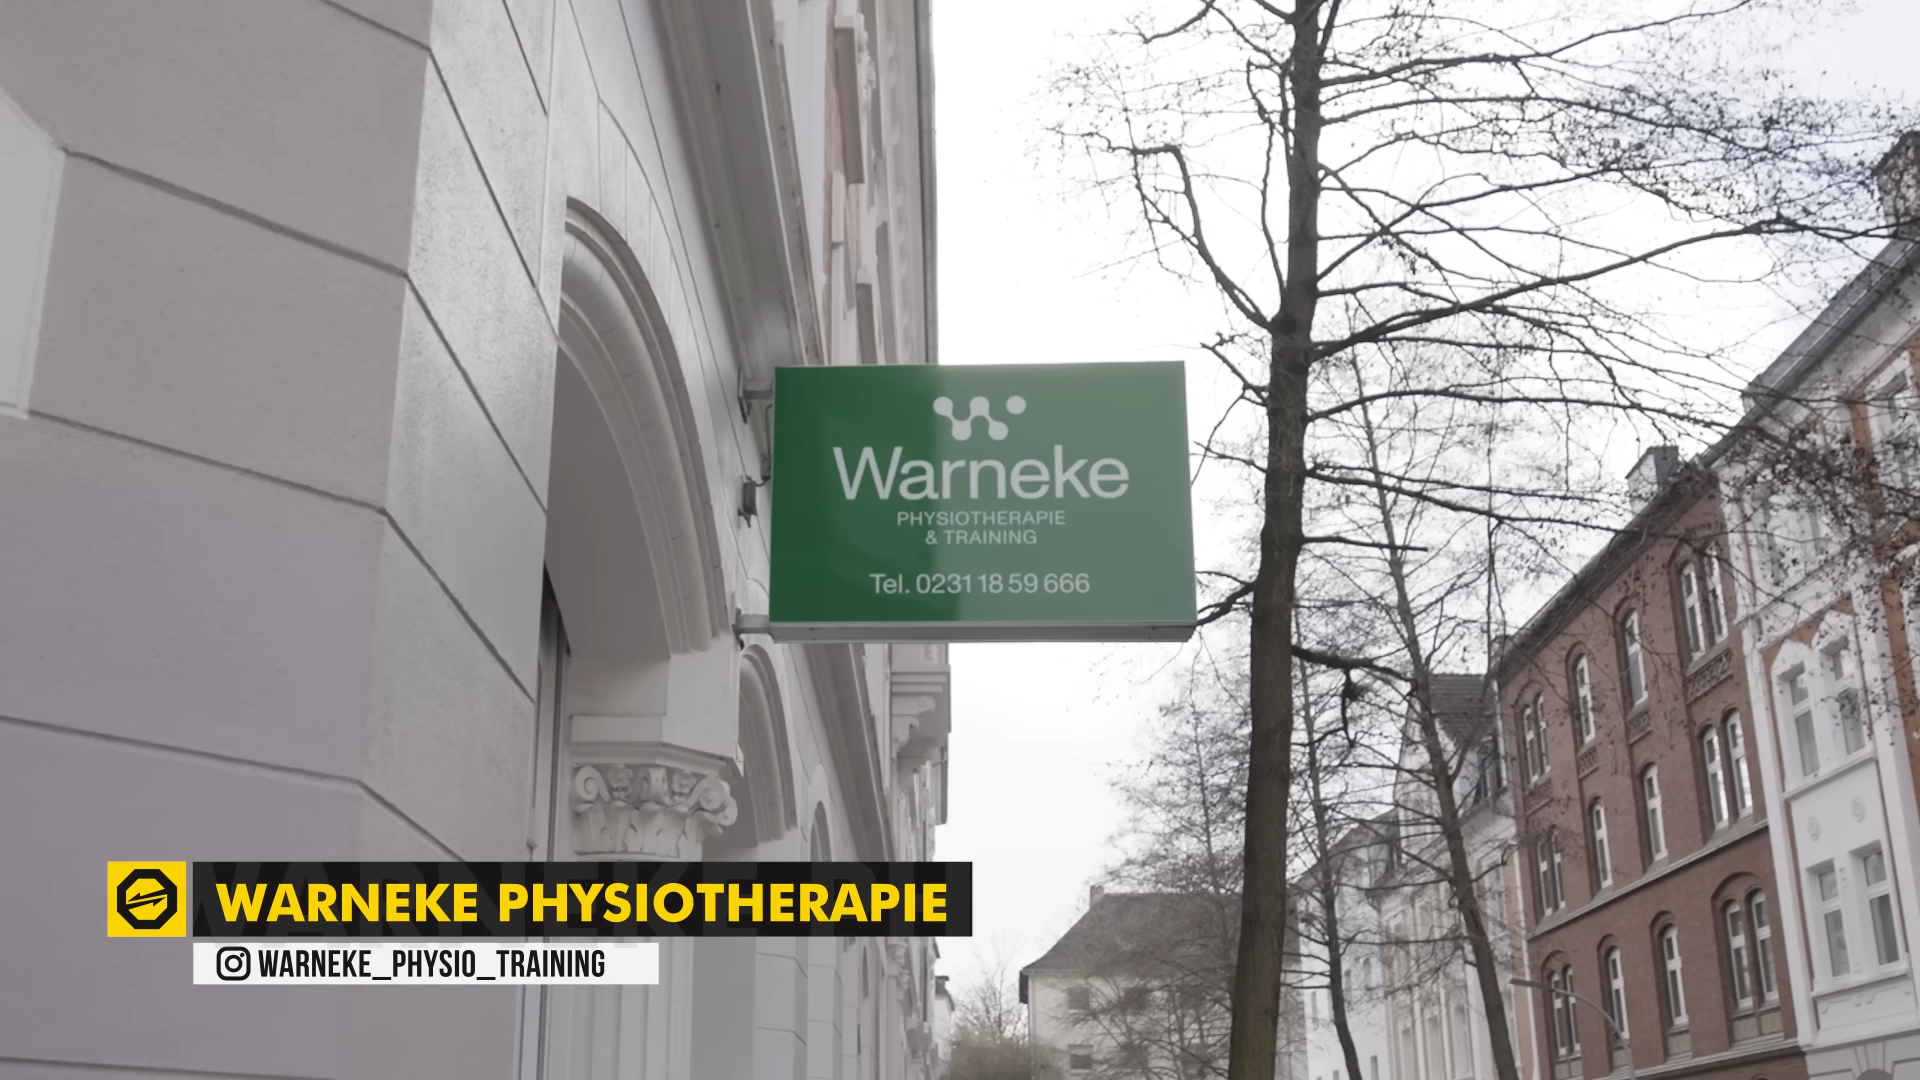 Warneke
PHYSIOTHERAPIE
& TRAINING
Tel. 0231 18 59 666
WARNEKE PHYSIOTHERAPIE
WARNEKE_PHYSIO_TRAINING